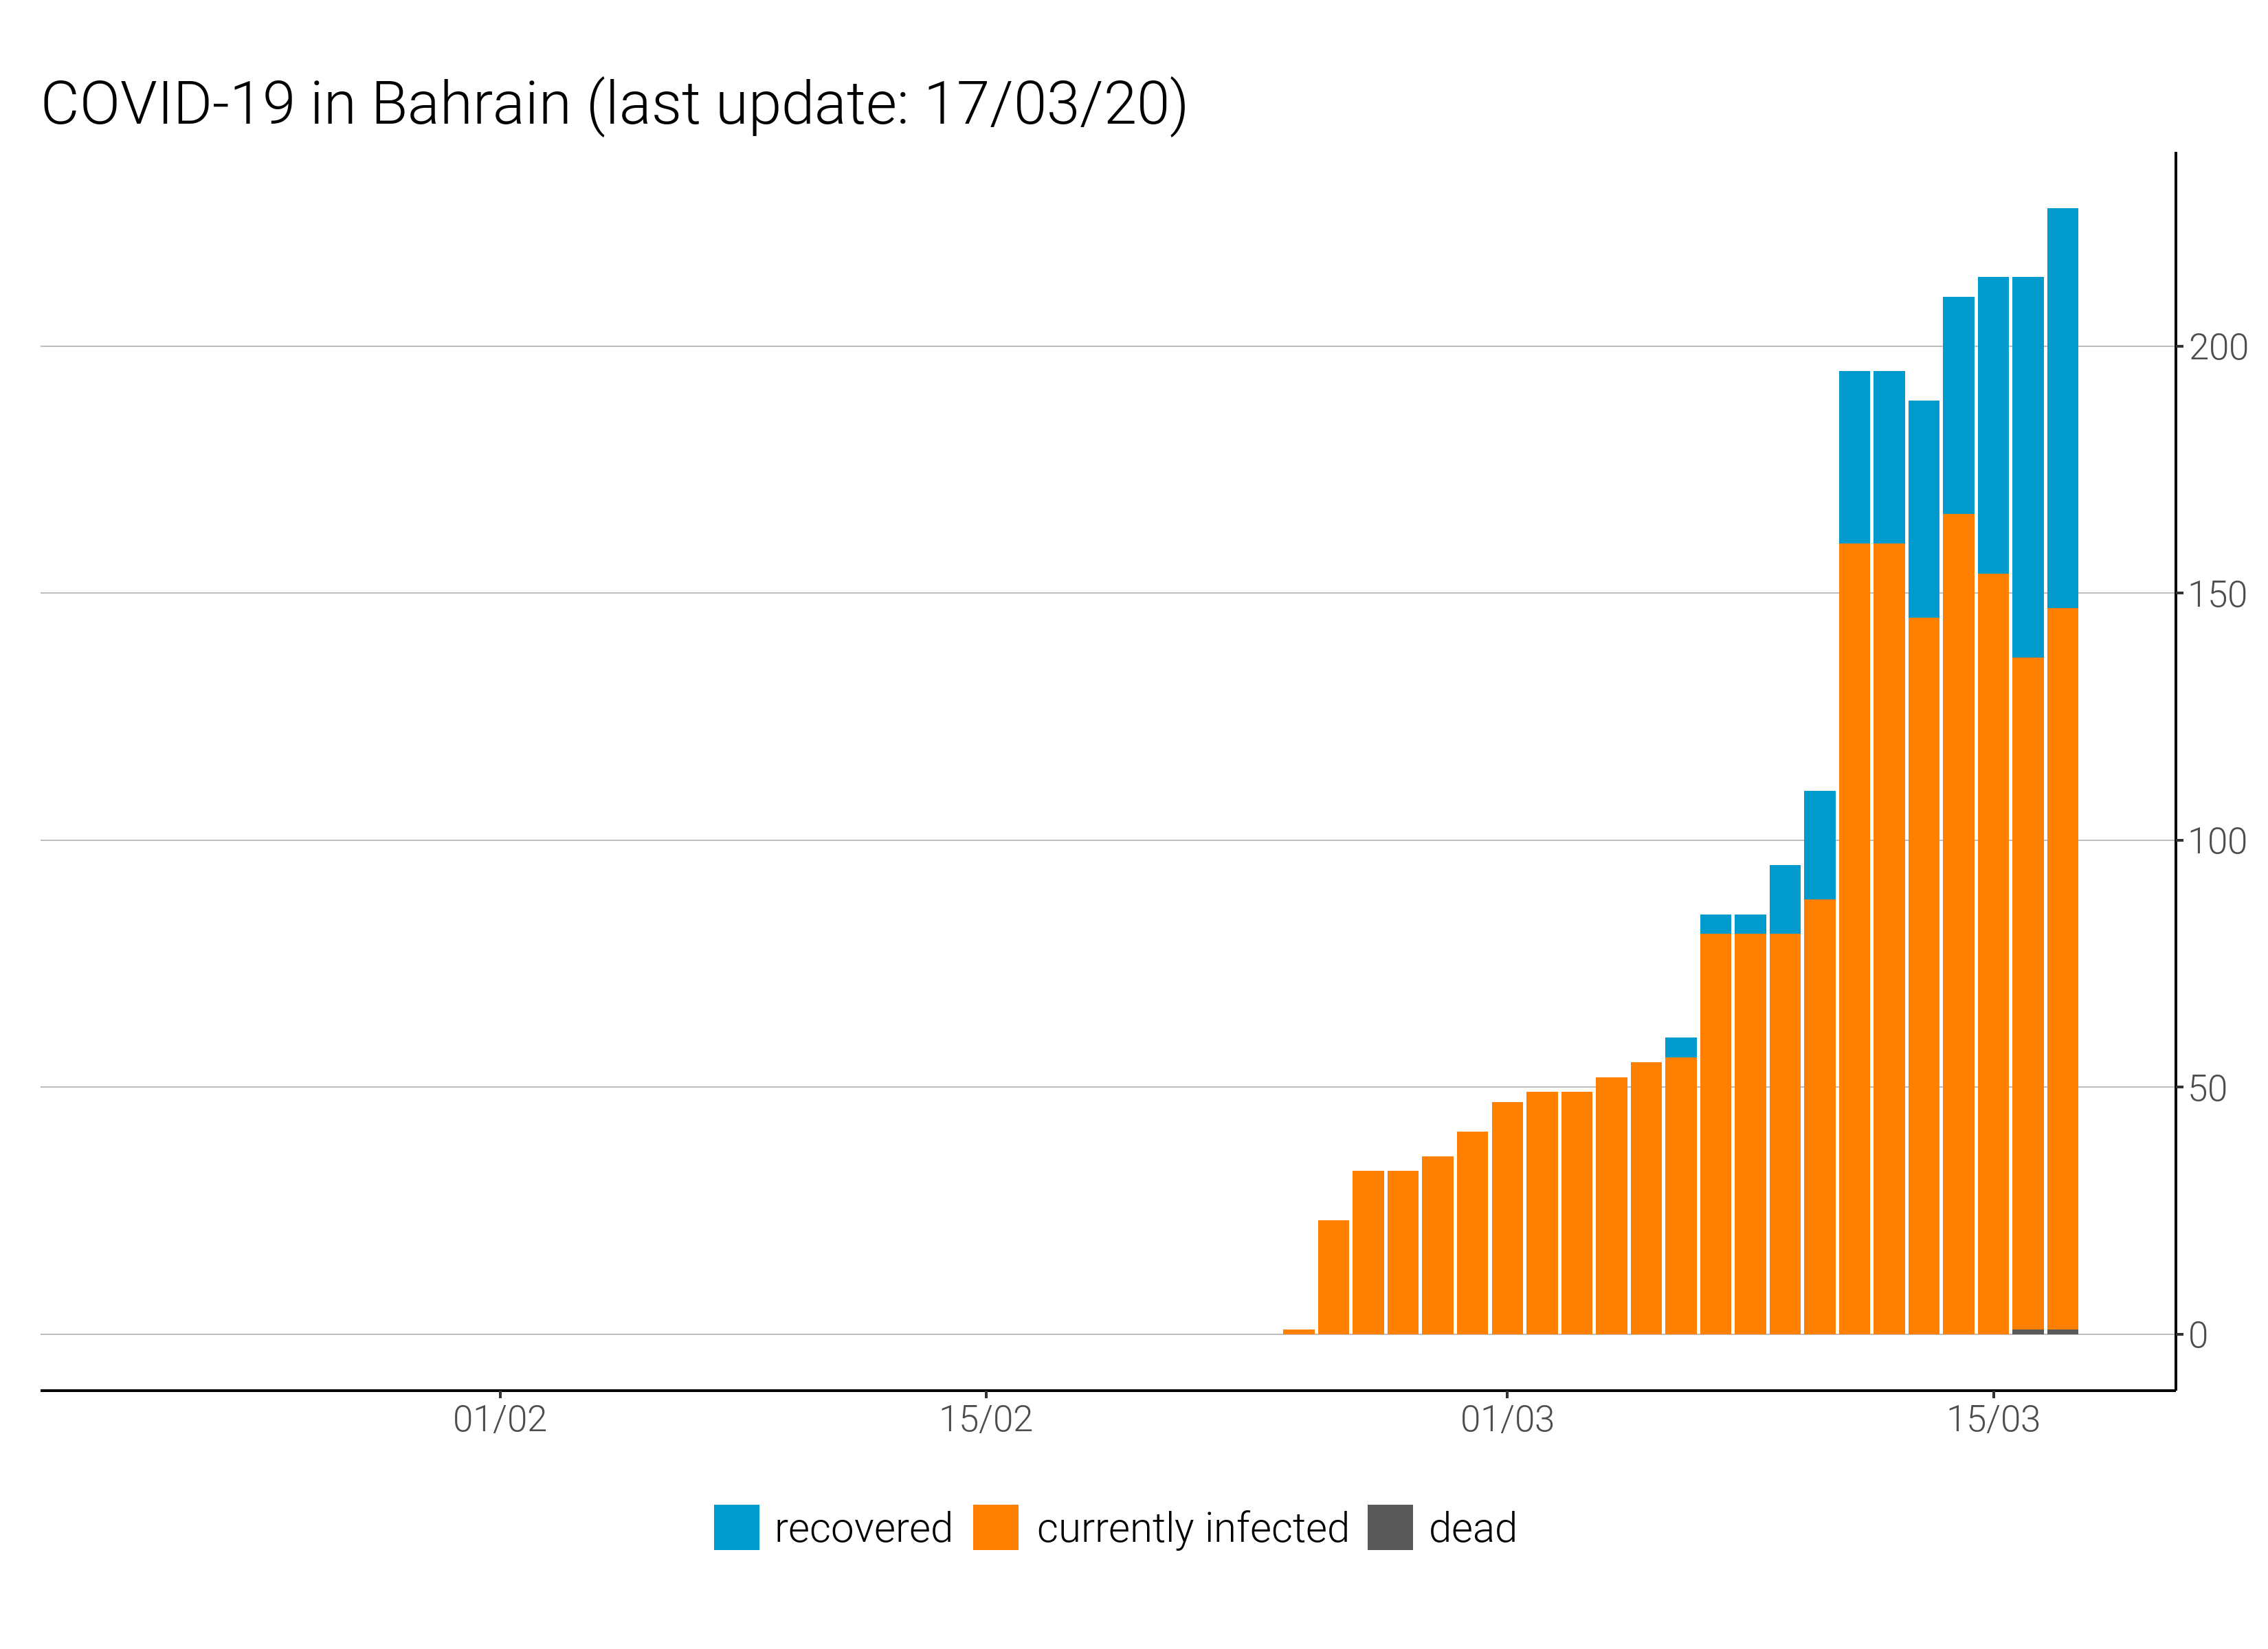 COVID-19 in Bahrain (last update: 17/03/20)
200
150
100
50
0
01/02 15/02 01/03 15/03
recovered currently infected dead